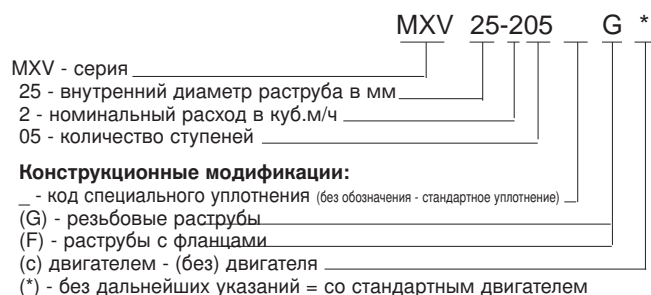 MXV 25-205 G *
MXV - серия
25 - внутренний диаметр раструба в мм
2 - номинальный расход в куб.м/ч
05 - количество ступеней
Конструкционные модификации:
_ - код специального уплотнения (без обозначения - стандартное уплотнение)
(G) - резьбовые раструбы
(F) - раструбы с фланцами
(с) двигателем - (без) двигателя
(*) - без дальнейших указаний = со стандартным двигателем